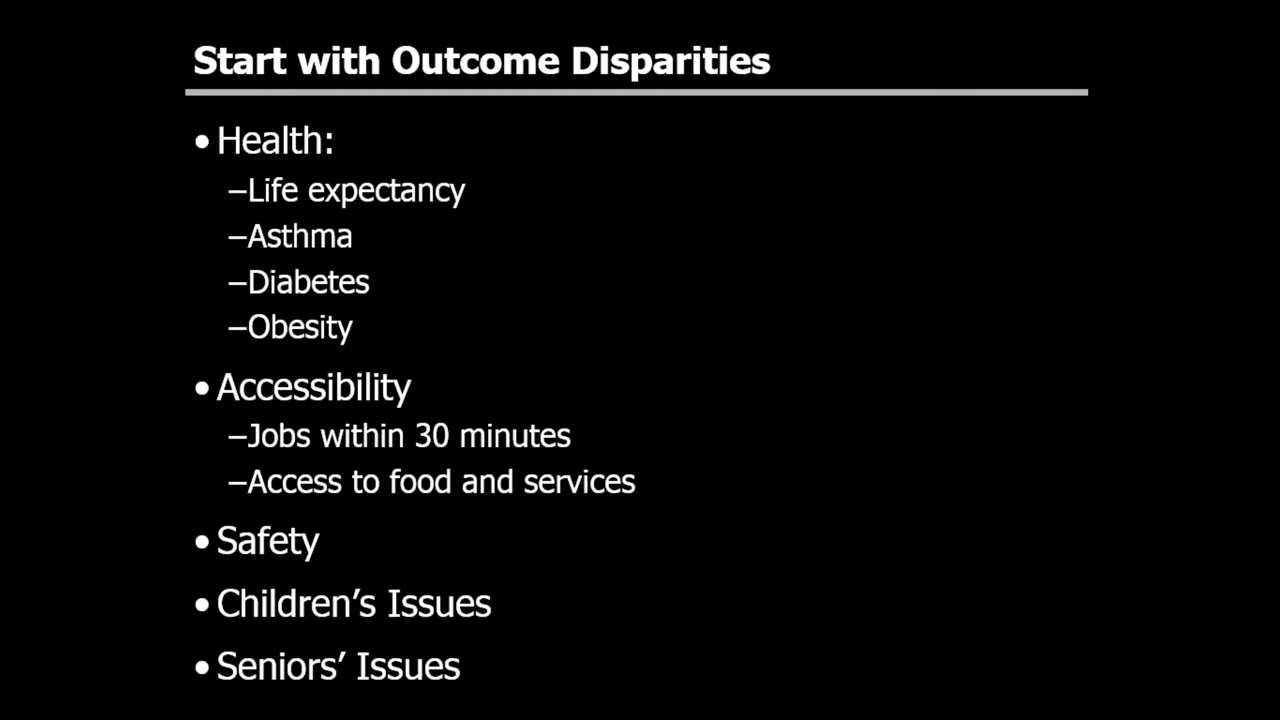 Start with Outcome Disparities
• Health:
–Life expectancy
–Asthma
–Diabetes
–Obesity
• Accessibility
–Jobs within 30 minutes
–Access to food and services
• Safety
• Children’s Issues
• Seniors’ Issues